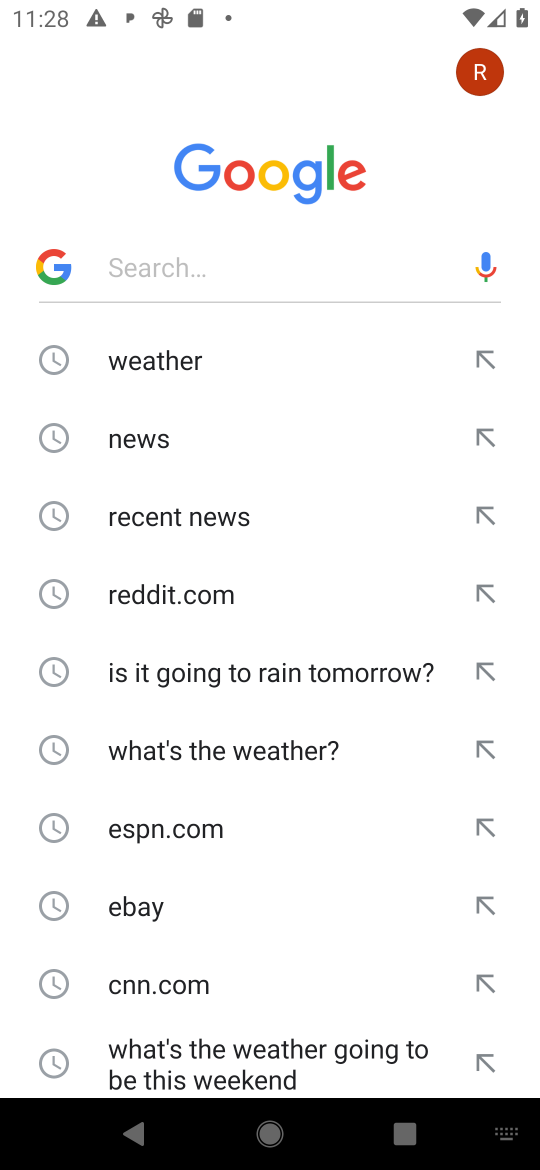 11:28
R
Google
Search...
weather
news
recent news
reddit.com
is it going to rain tomorrow?
what's the weather?
espn.com
ebay
cnn.com
what's the weather going to
be this weekend